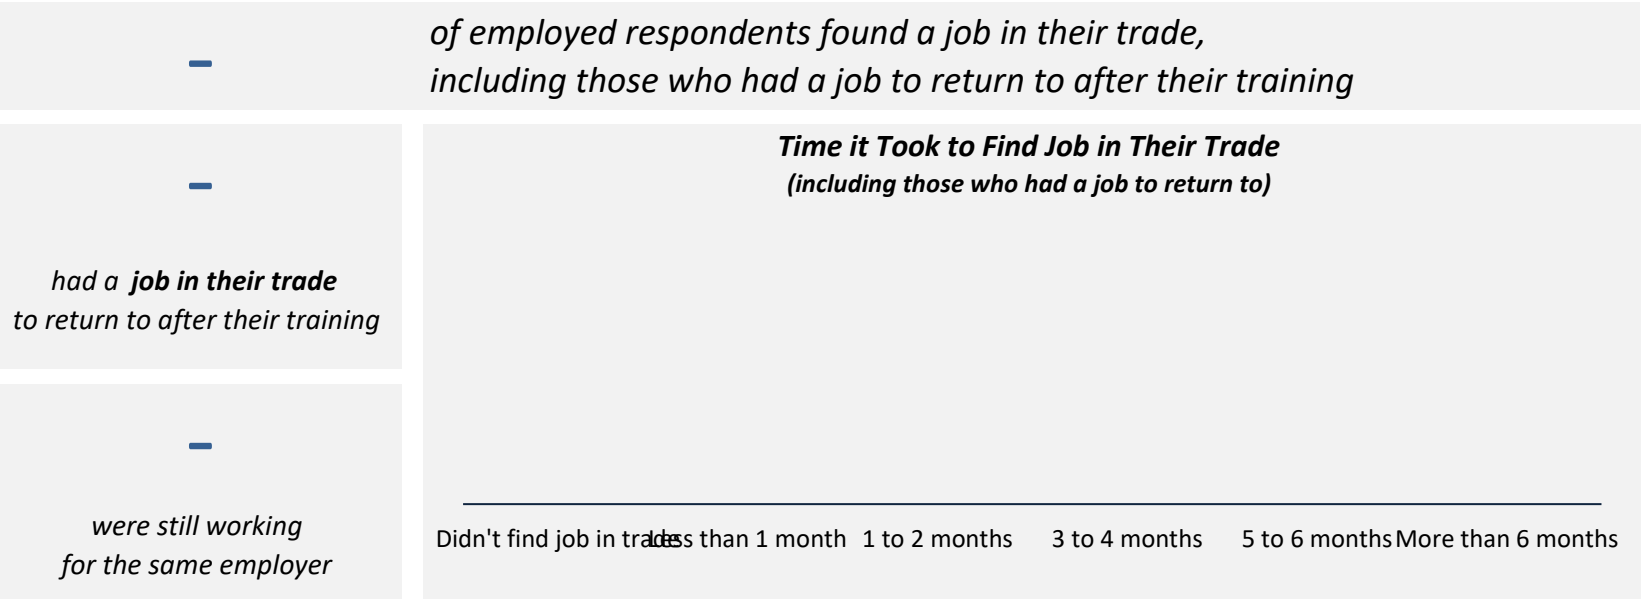 –
of employed respondents found a job in their trade,
including those who had a job to return to after their training
–
had a job in their trade
to return to after their training
–
were still working
for the same employer
Time it Took to Find Job in Their Trade
(including those who had a job to return to)
Didn't find job in trade Less than 1 month 1 to 2 months 3 to 4 months 5 to 6 months More than 6 months